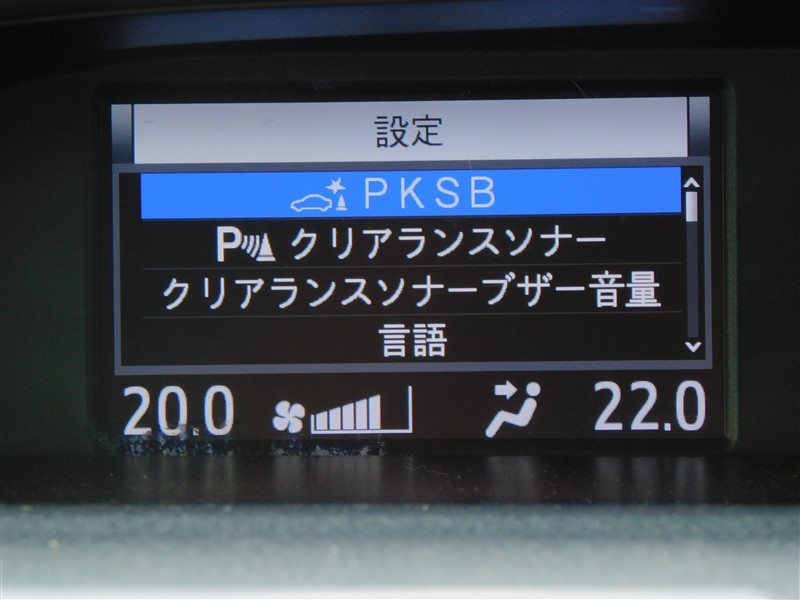 設定
PKSB
P クリアランスソナー
クリアランスソナーブザー音量
言語
20.0 22.0